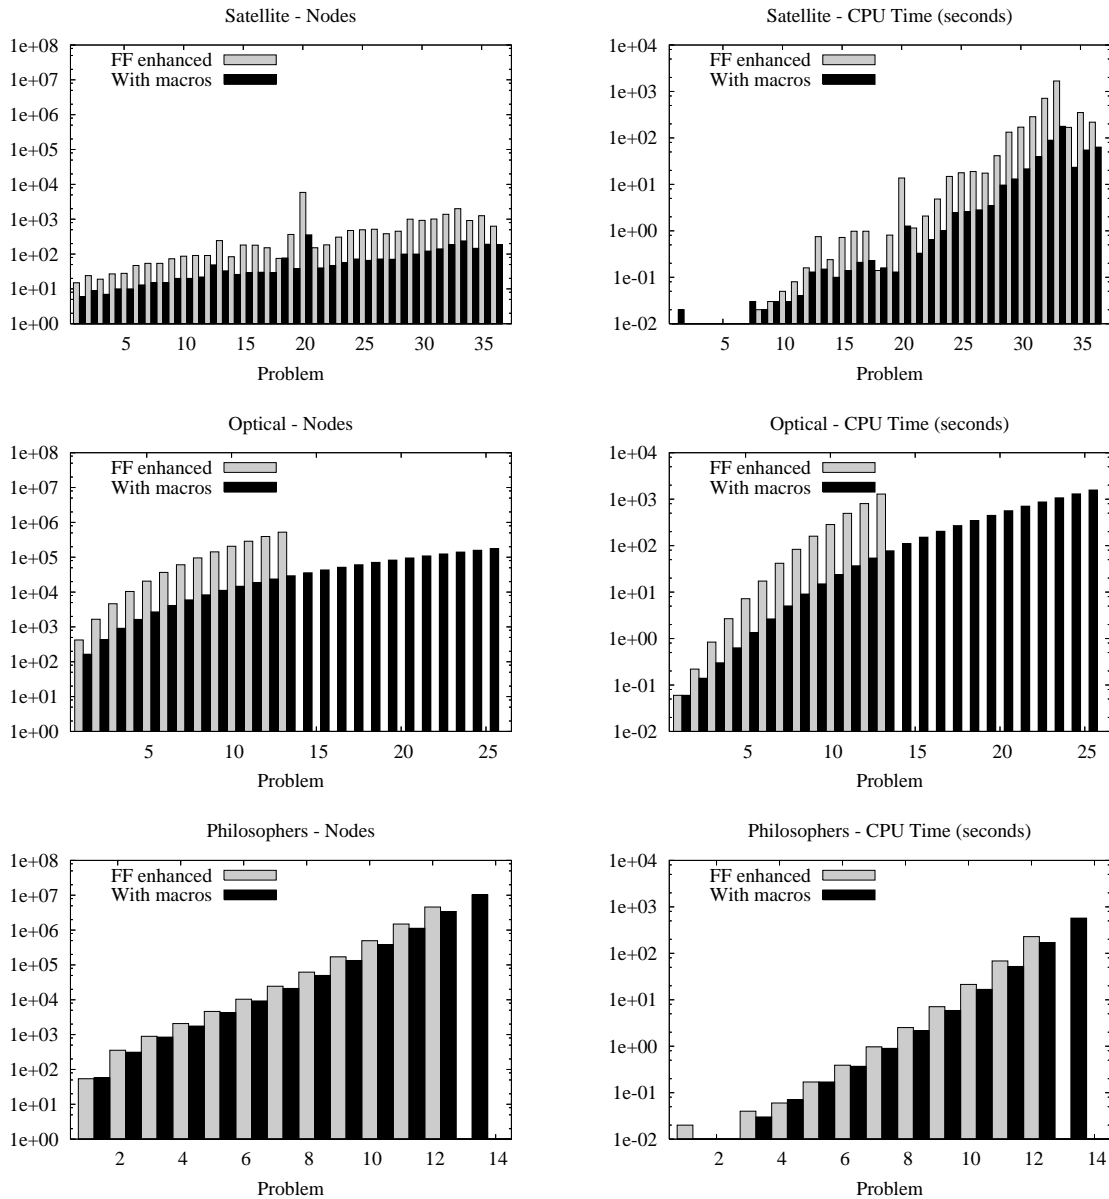 Satellite - Nodes
1e+08
1e+07
1e+06
1e+05
1e+04
1e+03
1e+02
1e+01
1e+00
FF enhanced
With macros
5 10 15 20 25 30 35
Problem
Satellite - CPU Time (seconds)
1e+04
1e+03
1e+02
1e+01
1e+00
1e-01
1e-02
FF enhanced
With macros
5 10 15 20 25 30 35
Problem
Optical - Nodes
1e+08
1e+07
1e+06
1e+05
1e+04
1e+03
1e+02
1e+01
1e+00
FF enhanced
With macros
5 10 15 20 25
Problem
Optical - CPU Time (seconds)
1e+04
1e+03
1e+02
1e+01
1e+00
1e-01
1e-02
FF enhanced
With macros
5 10 15 20 25
Problem
Philosophers - Nodes
1e+08
1e+07
1e+06
1e+05
1e+04
1e+03
1e+02
1e+01
1e+00
FF enhanced
With macros
2 4 6 8 10 12 14
Problem
Philosophers - CPU Time (seconds)
1e+04
1e+03
1e+02
1e+01
1e+00
1e-01
1e-02
FF enhanced
With macros
2 4 6 8 10 12 14
Problem